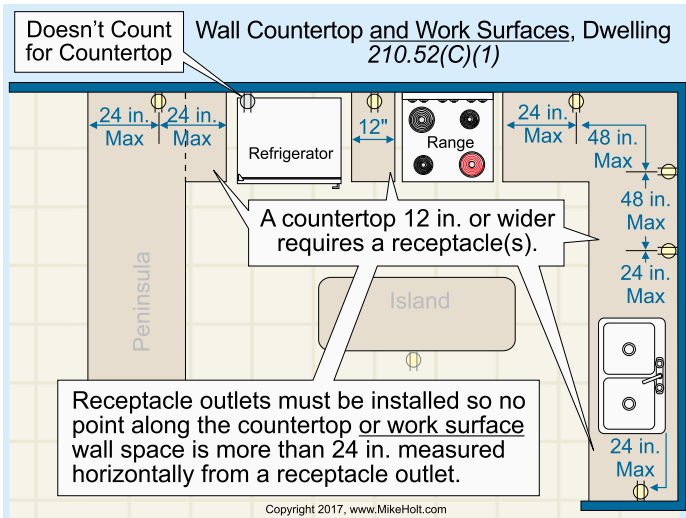 Doesn't Count
for Countertop
Wall Countertop and Work Surfaces, Dwelling
210.52(C)(1)
24 in.
Max
24 in.
Max
Refrigerator
12"
Range
24 in.
Max
48 in.
Max
48 in.
Max
24 in.
Max
A countertop 12 in. or wider
requires a receptacle(s).
Peninsula
Island
Receptacle outlets must be installed so no
point along the countertop or work surface
wall space is more than 24 in. measured
horizontally from a receptacle outlet.
24 in.
Max
Copyright 2017, www.MikeHolt.com